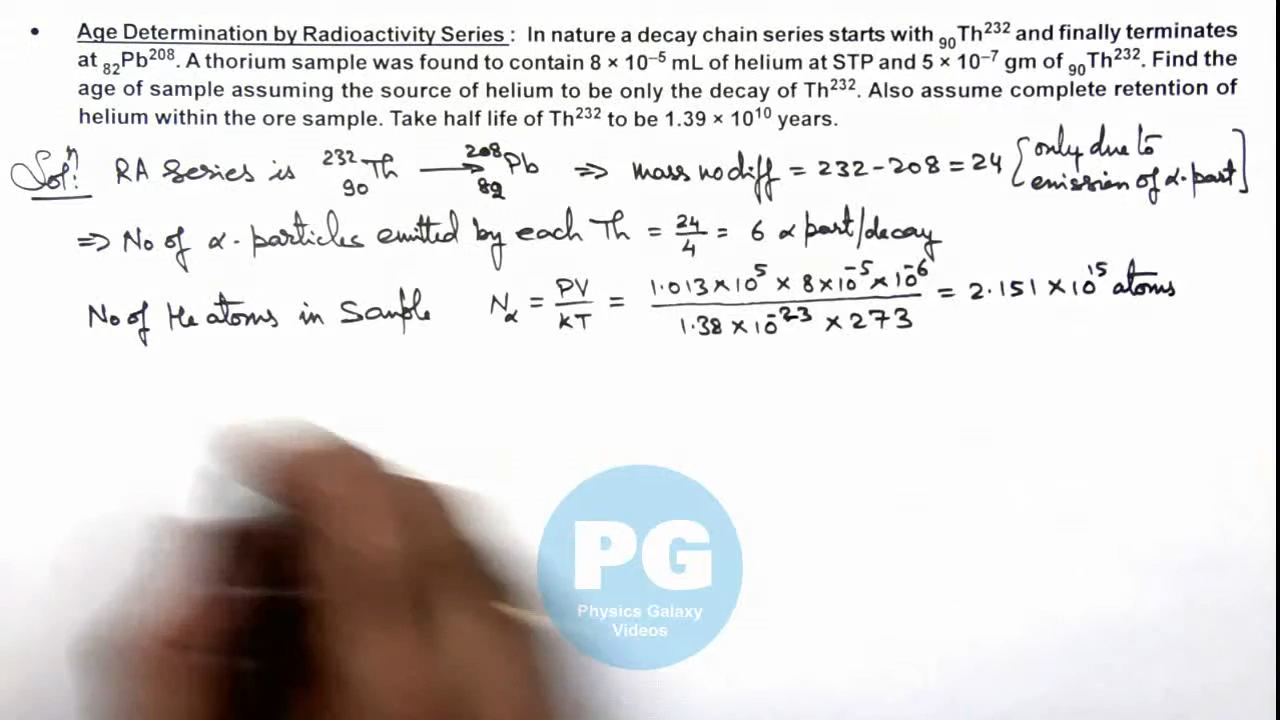 • Age Determination by Radioactivity Series : In nature a decay chain series starts with ₉₀Th²³² and finally terminates
at ₈₂Pb²⁰⁸. A thorium sample was found to contain 8 × 10⁻⁵ mL of helium at STP and 5 × 10⁻⁷ gm of ₉₀Th²³². Find the
age of sample assuming the source of helium to be only the decay of Th²³². Also assume complete retention of
helium within the ore sample. Take half life of Th²³² to be 1.39 × 10¹⁰ years.
Solⁿ: RA Series is ²³²₉₀Th → ²⁰⁸₈₂Pb ⇒ mass no diff = 232 - 208 = 24 [only due to emission of α-part]
⇒ No of α-particles emitted by each Th = 24/4 = 6 α part/decay
No of He atoms in Sample N_α = PV/KT = 1.013 × 10⁵ × 8 × 10⁻⁵ × 10⁻⁶ / 1.38 × 10⁻²³ × 273 = 2.151 × 10¹⁵ atoms
PG
Physics Galaxy
Videos